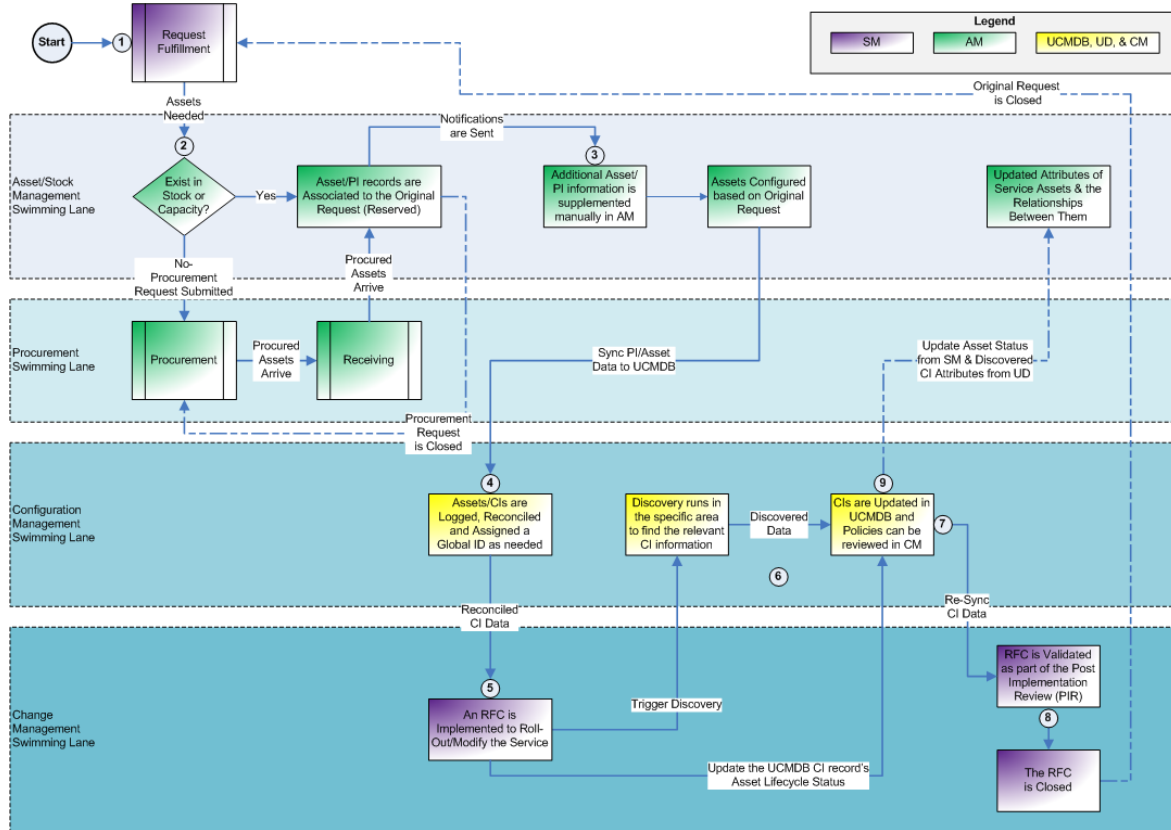 Legend
SM
AM
UCMDB, UD, & CM
Start
1
Request
Fulfillment
Original Request
is Closed
Assets
Needed
Notifications
are Sent
Asset/Stock
Management
Swimming Lane
2
Exist in
Stock or
Capacity?
Yes
Asset/PI records are
Associated to the Original
Request (Reserved)
3
Additional Asset/
PI information is
supplemented
manually in AM
Assets Configured
based on Original
Request
Updated Attributes of
Service Assets & the
Relationships
Between Them
No-
Procurement
Request Submitted
Procured
Assets
Arrive
Procurement
Swimming Lane
Procurement
Procured
Assets
Arrive
Receiving
Sync PI/Asset
Data to UCMDB
Update Asset Status
from SM & Discovered
CI Attributes from UD
Procurement
Request
is Closed
Configuration
Management
Swimming Lane
4
Assets/CIs are
Logged, Reconciled
and Assigned a
Global ID as needed
Discovery runs in
the specific area
to find the relevant
CI information
Discovered
Data
9
CIs are Updated in
UCMDB and
Policies can be
reviewed in CM
7
6
Reconciled
CI Data
Re-Sync
CI Data
Change
Management
Swimming Lane
5
An RFC is
Implemented to Roll-
Out/Modify the Service
Trigger Discovery
RFC is Validated
as part of the Post
Implementation
Review (PIR)
8
Update the UCMDB CI record's
Asset Lifecycle Status
The RFC
is Closed